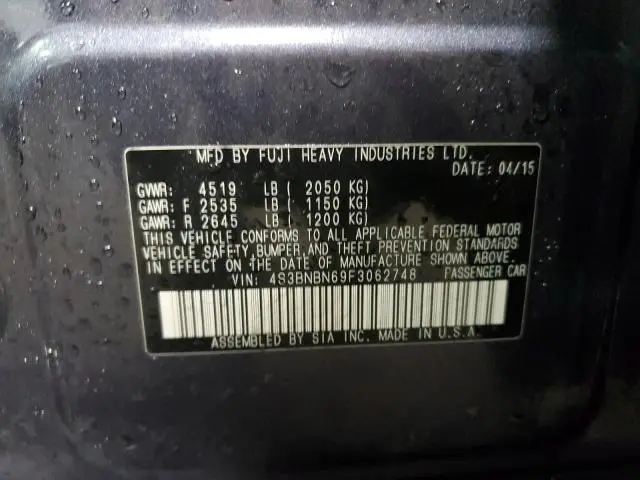 MFD BY FUJI HEAVY INDUSTRIES LTD.
DATE: 04/15
GVWR: 4519 LB ( 2050 KG)
GAWR: F 2535 LB ( 1150 KG)
GAWR: R 2645 LB ( 1200 KG)
THIS VEHICLE CONFORMS TO ALL APPLICABLE FEDERAL MOTOR
VEHICLE SAFETY, BUMPER, AND THEFT PREVENTION STANDARDS
IN EFFECT ON THE DATE OF MANUFACTURE SHOWN ABOVE.
VIN: 4S3BNBN69F3062748 PASSENGER CAR
ASSEMBLED BY SIA INC. MADE IN U.S.A.